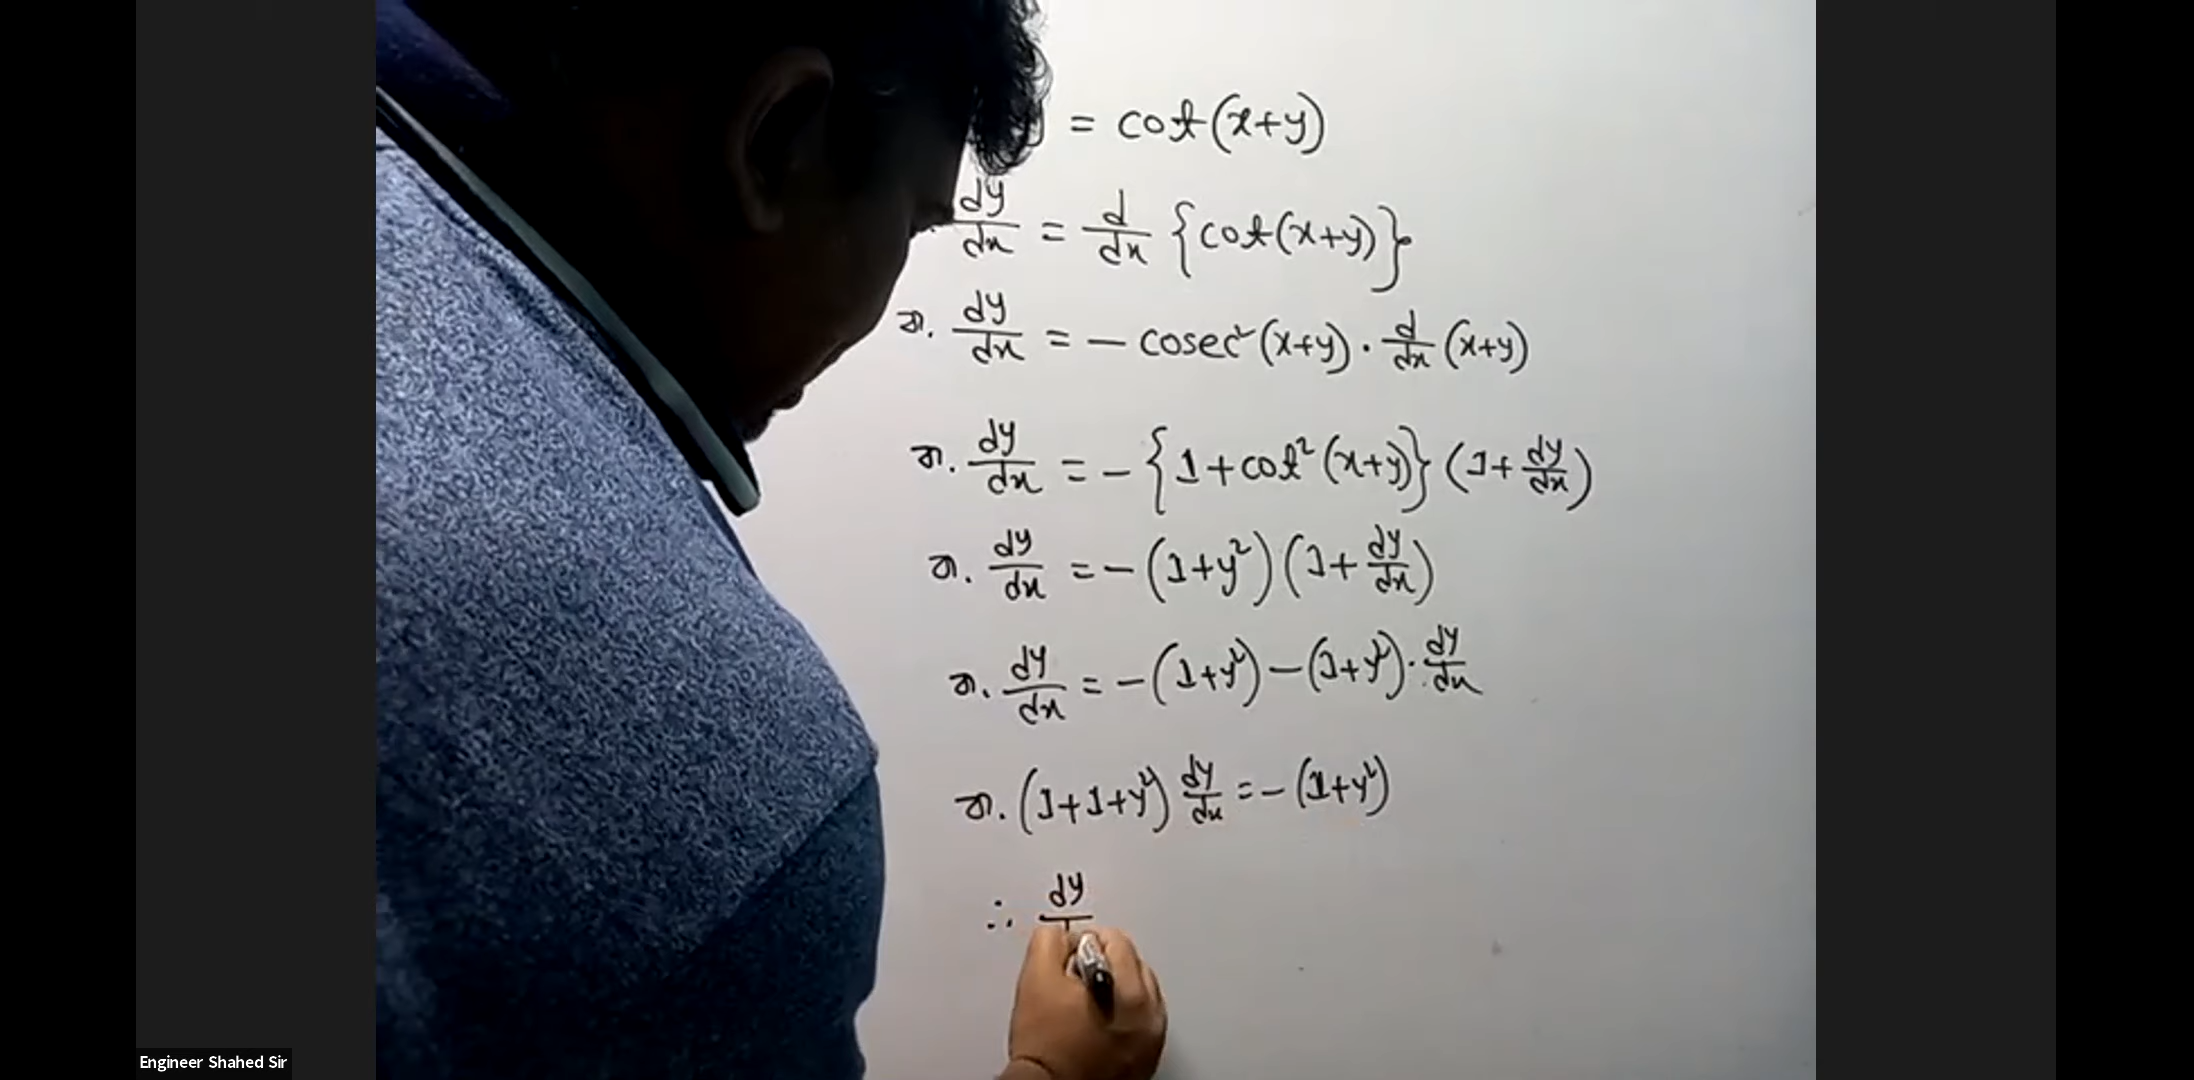 y = cot(x+y)
dy/dx = d/dx {cot(x+y)}
বা. dy/dx = - cosec²(x+y) · d/dx (x+y)
বা. dy/dx = - {1+cot²(x+y)} (1+ dy/dx)
বা. dy/dx = - (1+y²)(1+ dy/dx)
বা. dy/dx = - (1+y²) - (1+y²) · dy/dx
বা. (1+1+y²) dy/dx = - (1+y²)
∴ dy
Engineer Shahed Sir